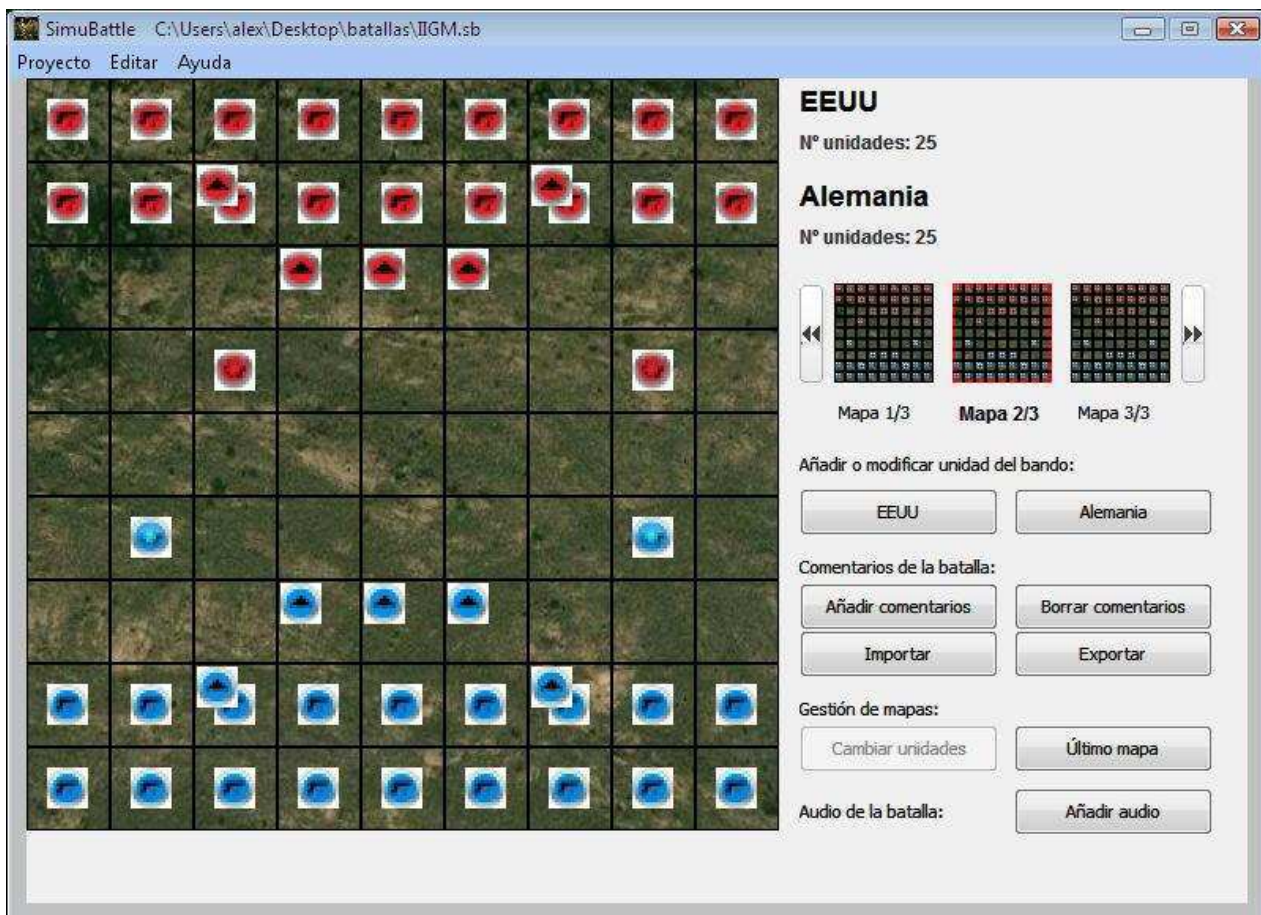 SimuBattle C:\Users\alex\Desktop\batallas\IIGM.sb
Proyecto Editar Ayuda
EEUU
Nº unidades: 25
Alemania
Nº unidades: 25
Mapa 1/3 Mapa 2/3 Mapa 3/3
Añadir o modificar unidad del bando:
EEUU Alemania
Comentarios de la batalla:
Añadir comentarios Borrar comentarios
Importar Exportar
Gestión de mapas:
Cambiar unidades Último mapa
Audio de la batalla: Añadir audio